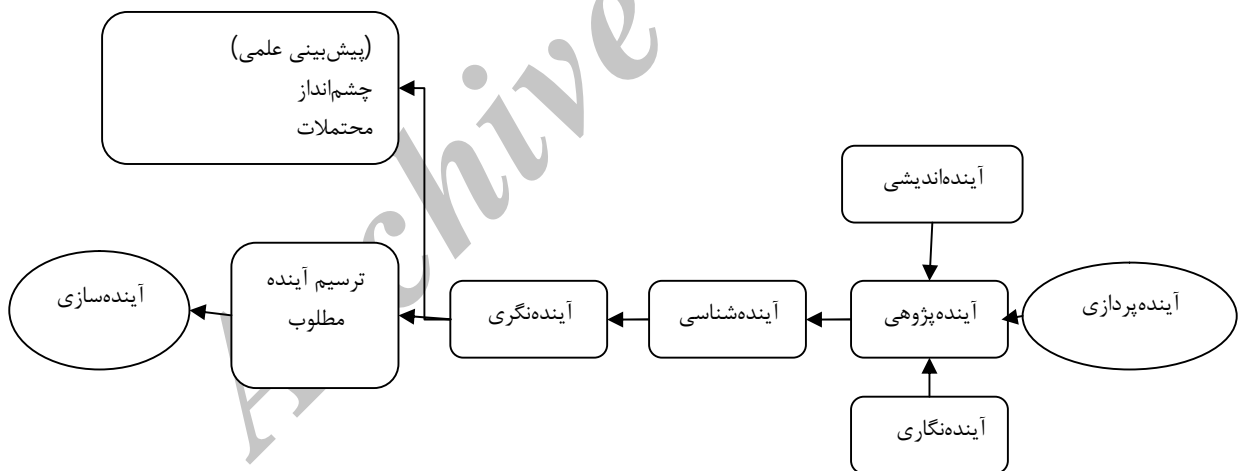 (پیش‌بینی علمی)
چشم‌انداز
محتملات
آینده‌اندیشی
آینده‌پردازی
آینده‌پژوهی
آینده‌شناسی
آینده‌نگری
ترسیم آینده
مطلوب
آینده‌سازی
آینده‌نگاری
Archive